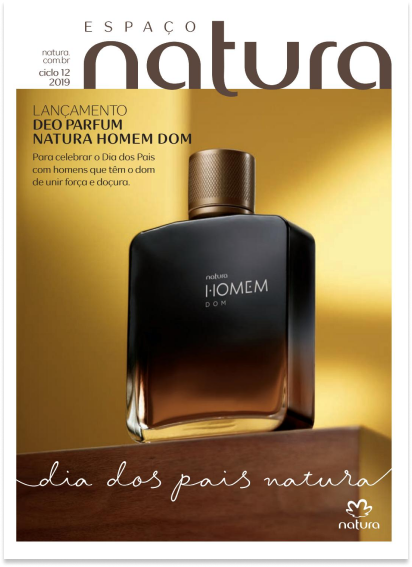 ESPAÇO
natura
natura.
com.br
ciclo 12
2019
LANÇAMENTO
DEO PARFUM
NATURA HOMEM DOM
Para celebrar o Dia dos Pais
com homens que têm o dom
de unir força e doçura.
natura
HOMEM
DOM
dia dos pais natura
natura